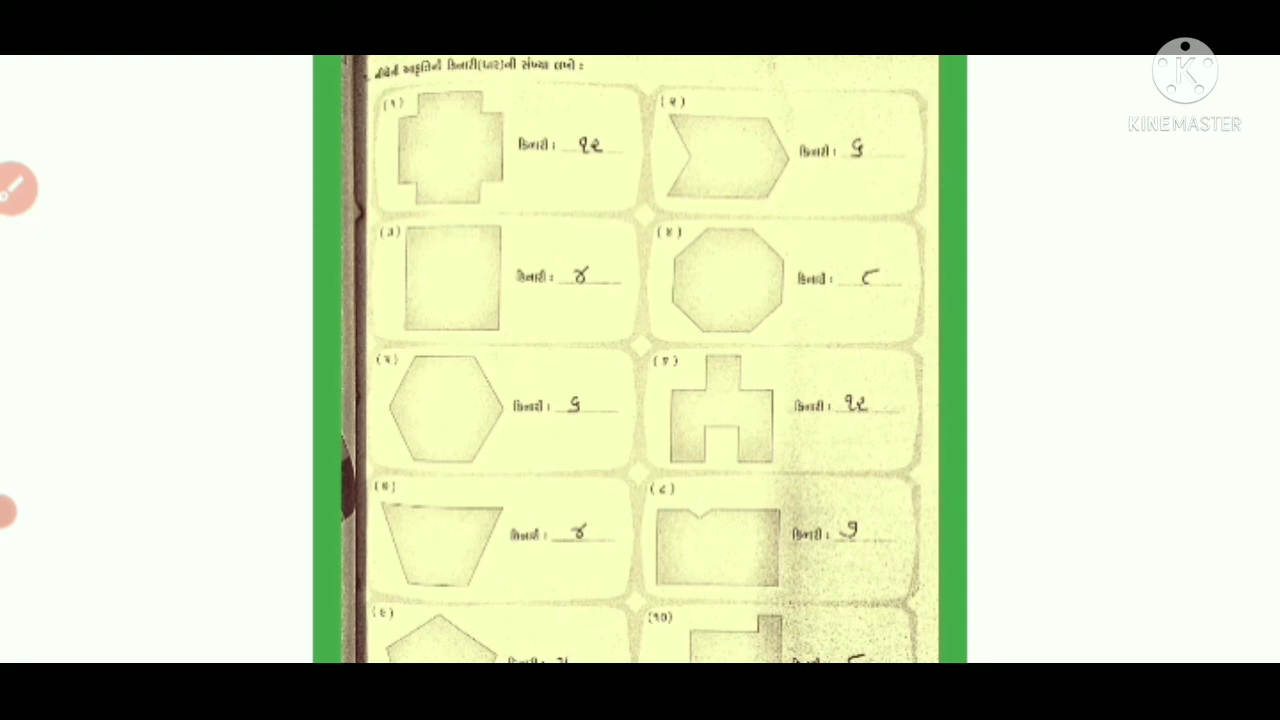 નીચેની આકૃતિની કિનારી(ધાર)ની સંખ્યા લખો :
(૧) કિનારી : ૧૨
(૨) કિનારી : ૬
(૩) કિનારી : ૪
(૪) કિનારી : ૮
(૫) કિનારી : ૬
(૬) કિનારી : ૧૨
(૭) કિનારી : ૪
(૮) કિનારી : ૭
(૯) કિનારી :
(૧૦)
KINEMASTER